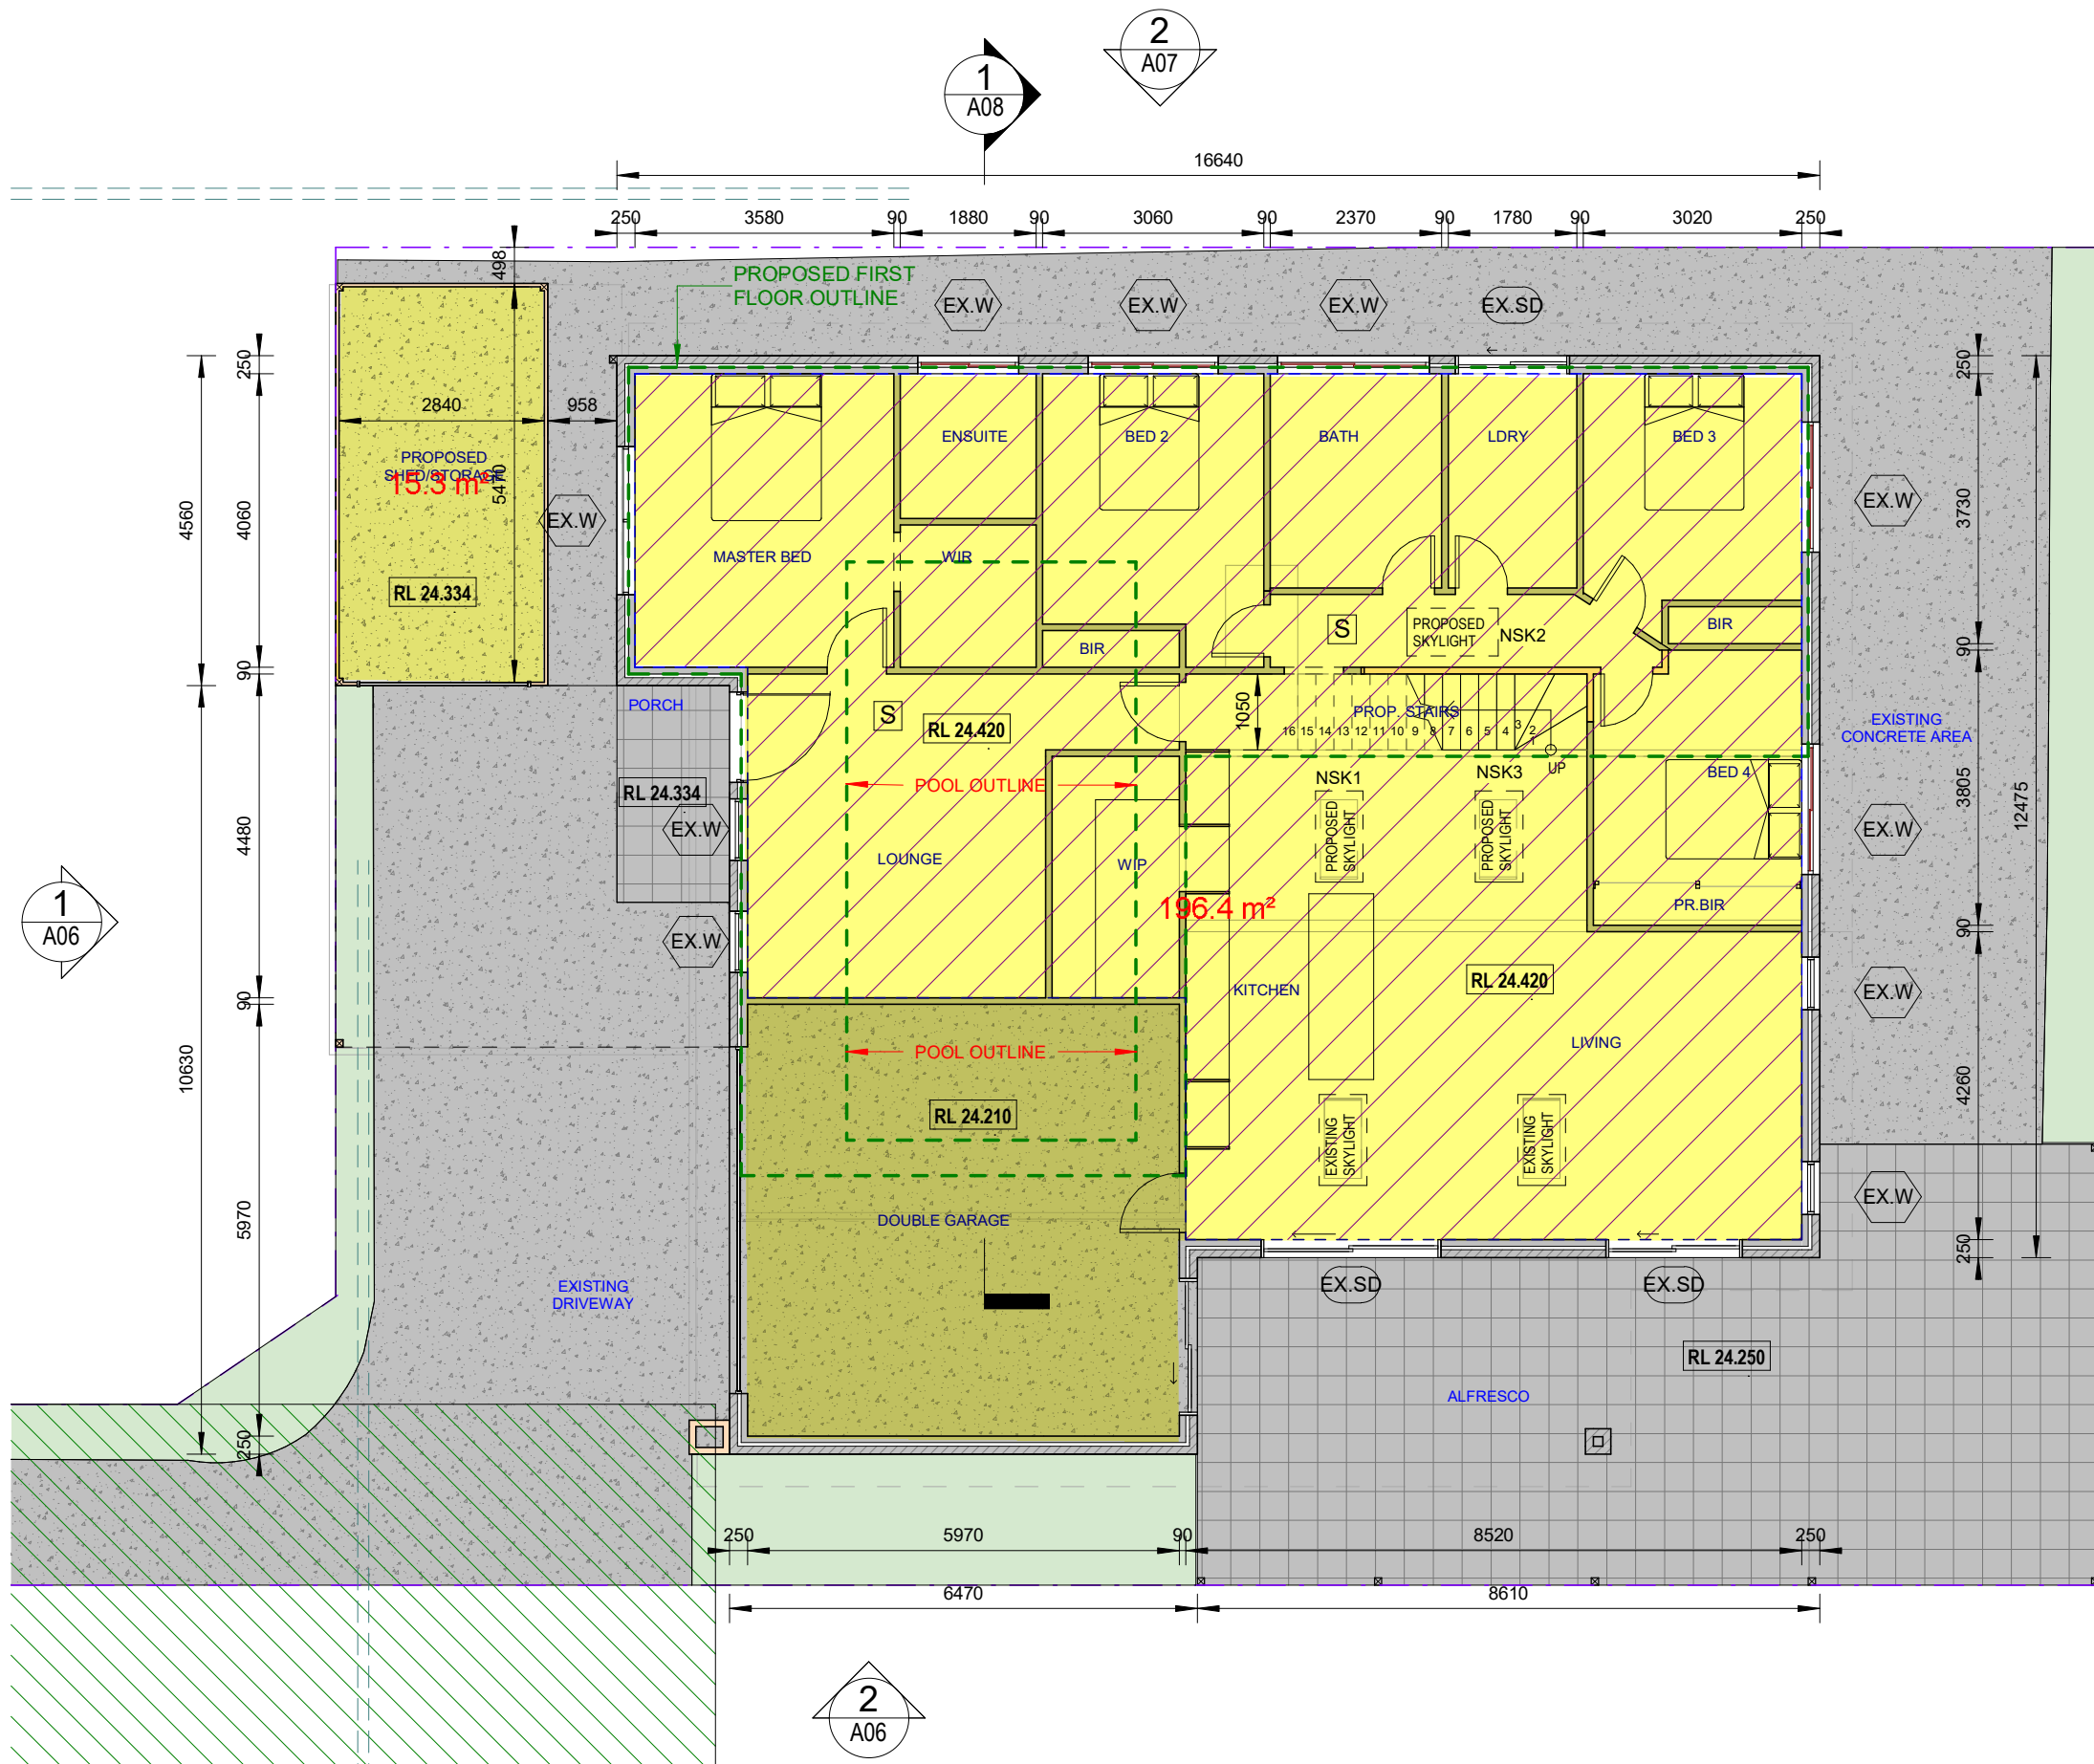 2
A07
1
A08
16640
250
3580
90
1880
90
3060
90
2370
90
1780
90
3020
250
498
PROPOSED FIRST
FLOOR OUTLINE
EX.W
EX.W
EX.W
EX.SD
250
250
2840
958
4560
4060
5470
PROPOSED
SHED/STORAGE
15.3 m²
RL 24.334
EX.W
MASTER BED
ENSUITE
WIR
BED 2
BIR
BATH
LDRY
BED 3
BIR
EX.W
3730
S
PROPOSED
SKYLIGHT
NSK2
90
90
PORCH
S
RL 24.420
1050
PROP. STAIRS
16 15 14 13 12 11 10 9 8 7 6 5 4 3 2 1
UP
EXISTING
CONCRETE AREA
RL 24.334
EX.W
POOL OUTLINE
NSK1
NSK3
PROPOSED
SKYLIGHT
PROPOSED
SKYLIGHT
BED 4
3805
12475
EX.W
4480
LOUNGE
WIP
196.4 m²
PR.BIR
1
A06
EX.W
90
KITCHEN
RL 24.420
EX.W
90
LIVING
POOL OUTLINE
10630
RL 24.210
EXISTING
SKYLIGHT
EXISTING
SKYLIGHT
4260
EX.W
5970
DOUBLE GARAGE
250
EXISTING
DRIVEWAY
EX.SD
EX.SD
RL 24.250
ALFRESCO
250
250
5970
90
8520
250
6470
8610
2
A06